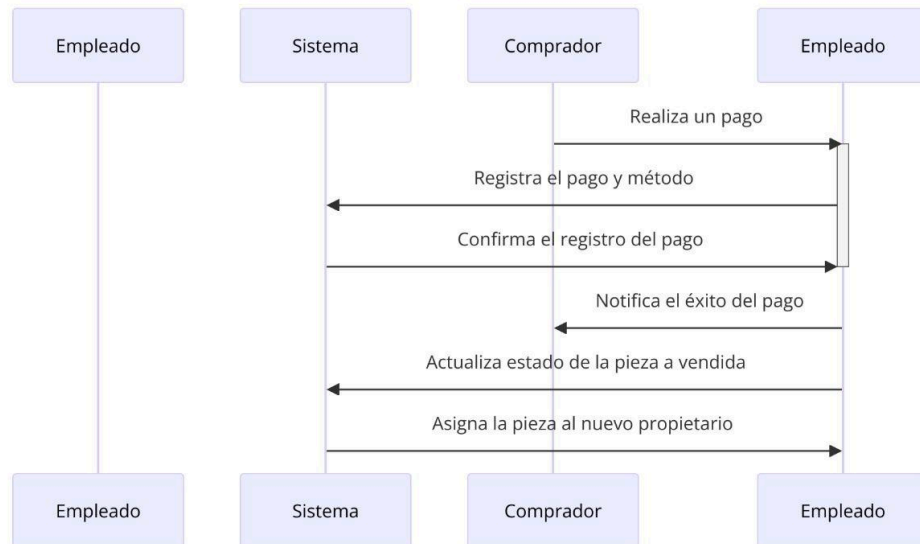 Empleado
Sistema
Comprador
Empleado
Realiza un pago
Registra el pago y método
Confirma el registro del pago
Notifica el éxito del pago
Actualiza estado de la pieza a vendida
Asigna la pieza al nuevo propietario
Empleado
Sistema
Comprador
Empleado